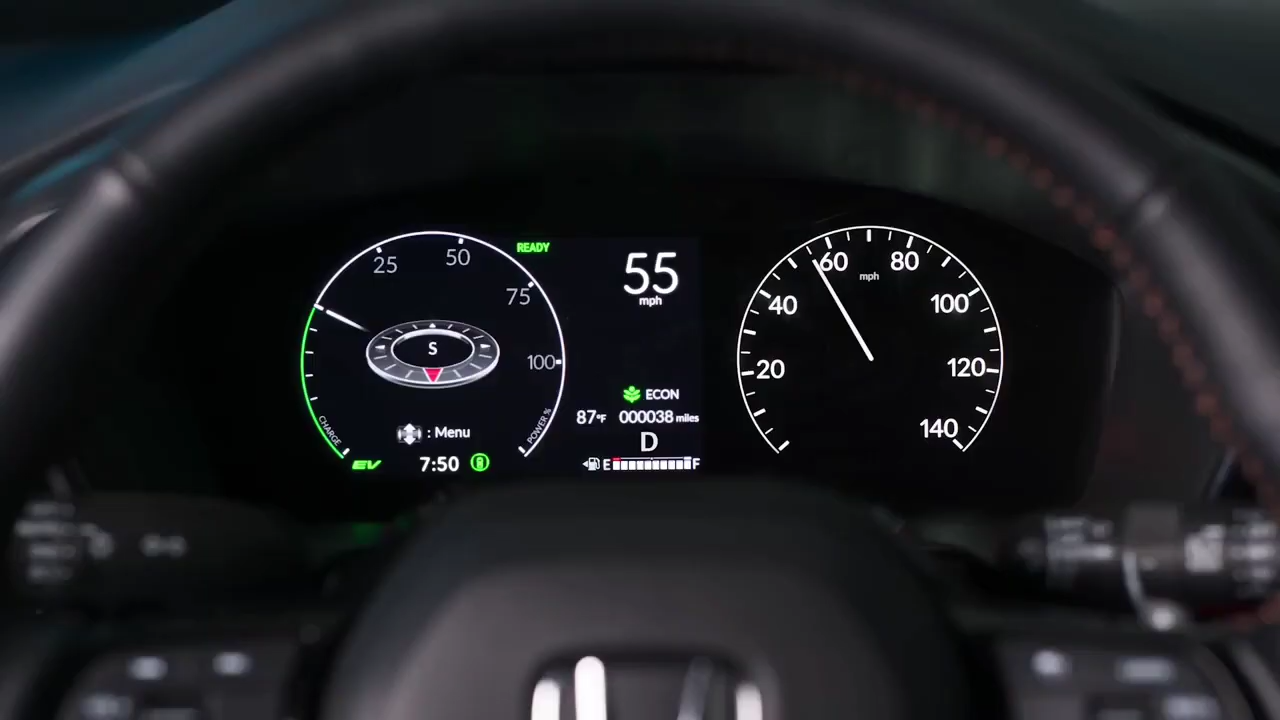 READY
25
50
75
100
POWER %
CHARGE
S
: Menu
EV
7:50
55
mph
ECON
87°F
000038 miles
D
E
F
20
40
60
80
100
120
140
mph